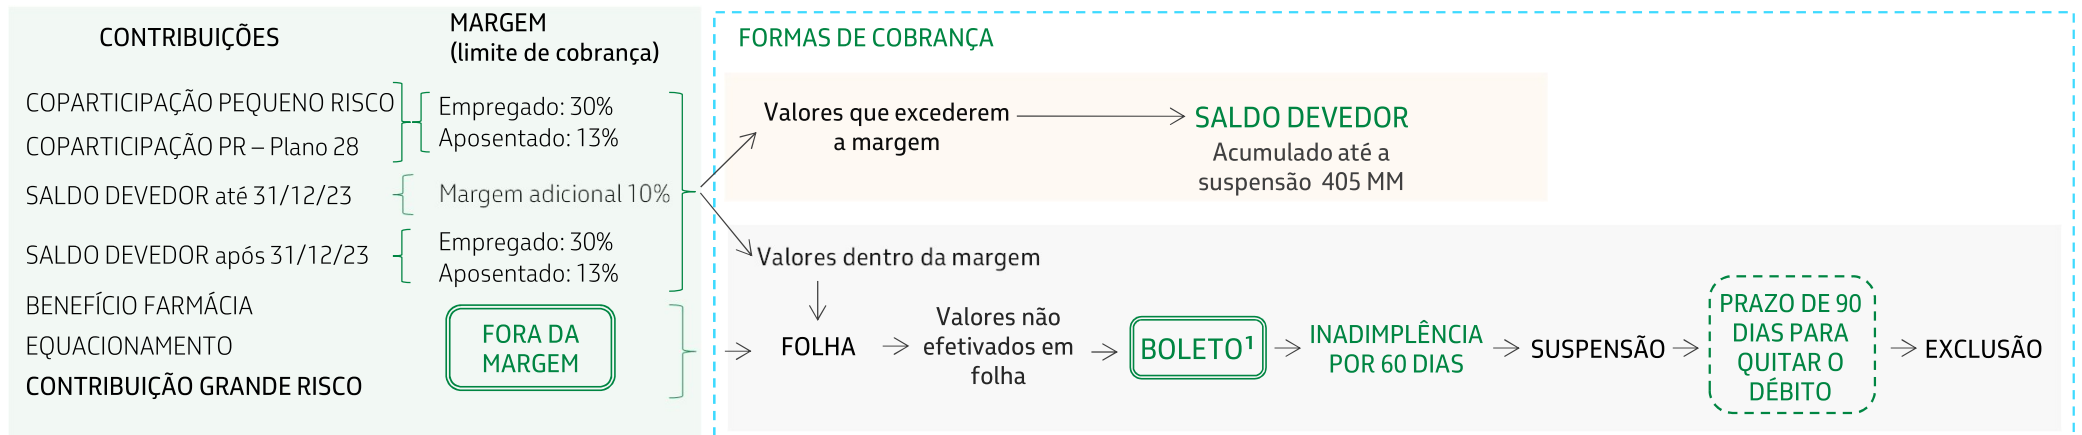 CONTRIBUIÇÕES
MARGEM
(limite de cobrança)
COPARTICIPAÇÃO PEQUENO RISCO
COPARTICIPAÇÃO PR – Plano 28
Empregado: 30%
Aposentado: 13%
SALDO DEVEDOR até 31/12/23
Margem adicional 10%
SALDO DEVEDOR após 31/12/23
Empregado: 30%
Aposentado: 13%
BENEFÍCIO FARMÁCIA
EQUACIONAMENTO
CONTRIBUIÇÃO GRANDE RISCO
FORA DA
MARGEM
FORMAS DE COBRANÇA
Valores que excederem
a margem
SALDO DEVEDOR
Acumulado até a
suspensão 405 MM
Valores dentro da margem
FOLHA
Valores não
efetivados em
folha
BOLETO¹
INADIMPLÊNCIA
POR 60 DIAS
SUSPENSÃO
PRAZO DE 90
DIAS PARA
QUITAR O
DÉBITO
EXCLUSÃO